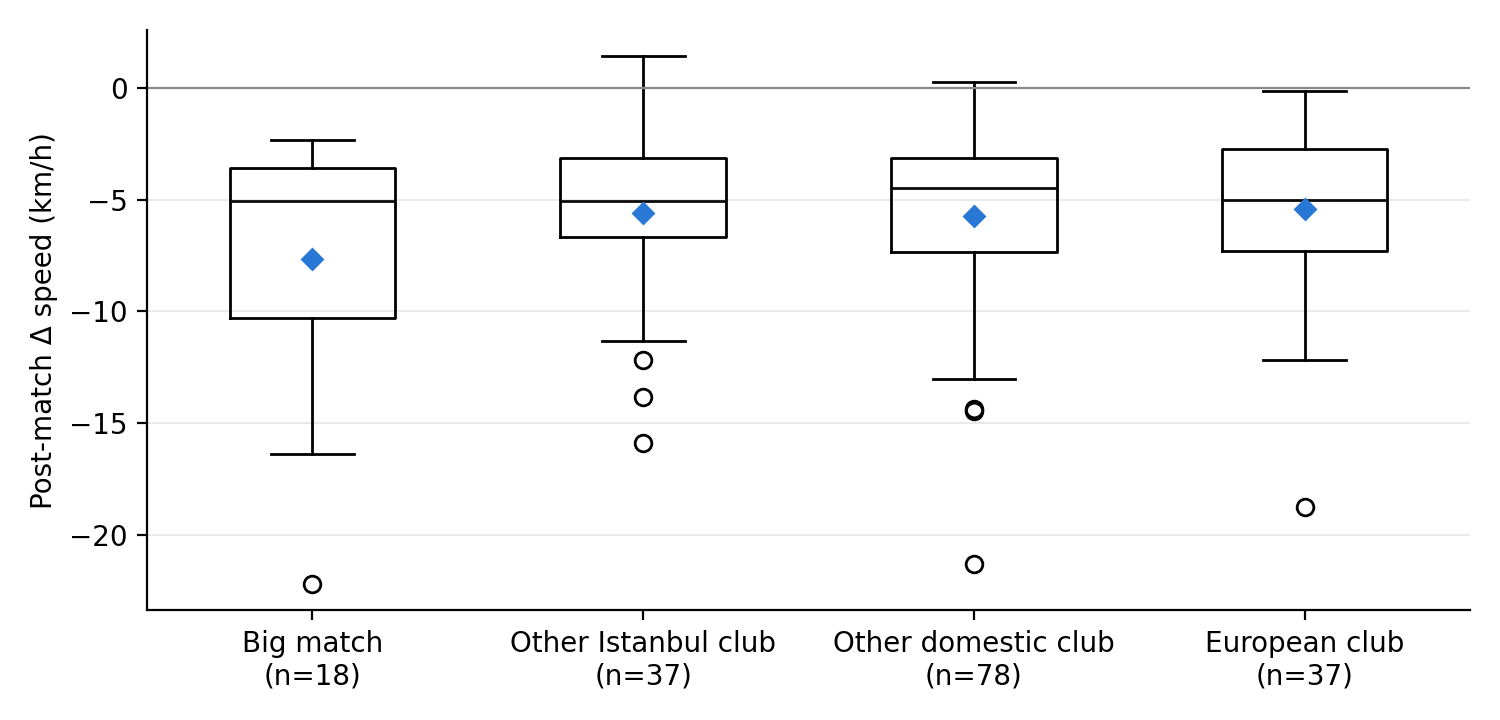 Post-match Δ speed (km/h)
0
−5
−10
−15
−20
Big match
(n=18)
Other Istanbul club
(n=37)
Other domestic club
(n=78)
European club
(n=37)